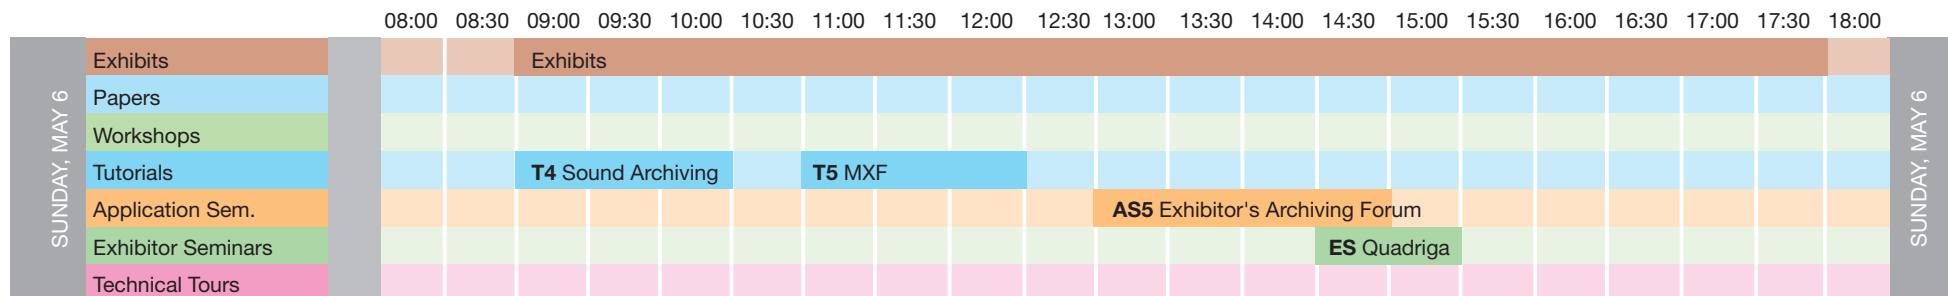 08:00 08:30 09:00 09:30 10:00 10:30 11:00 11:30 12:00 12:30 13:00 13:30 14:00 14:30 15:00 15:30 16:00 16:30 17:00 17:30 18:00
SUNDAY, MAY 6
Exhibits Exhibits
Papers
Workshops
Tutorials T4 Sound Archiving T5 MXF
Application Sem. AS5 Exhibitor's Archiving Forum
Exhibitor Seminars ES Quadriga
Technical Tours
SUNDAY, MAY 6